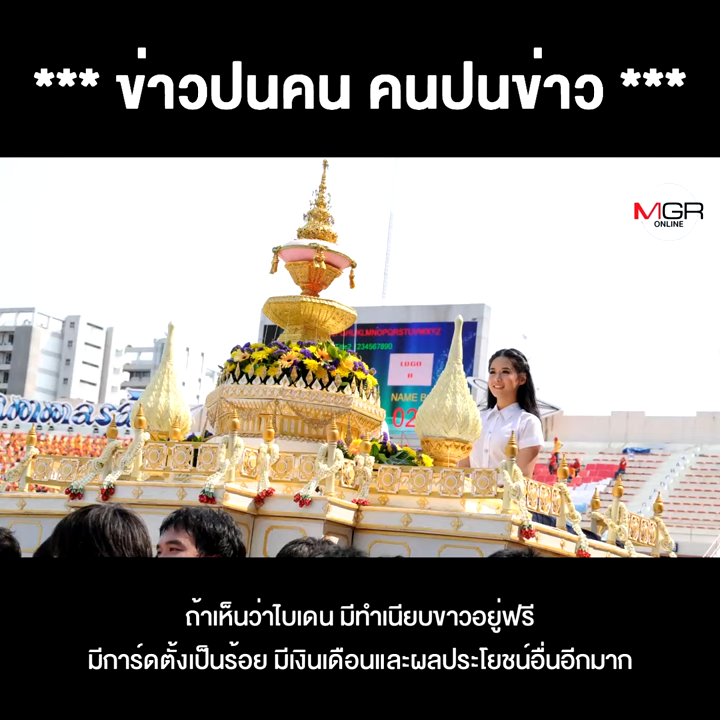 *** ข่าวปนคน คนปนข่าว ***
MGR
ONLINE
234567890
LOGO
NAME B
02
ถ้าเห็นว่าไบเดน มีทำเนียบขาวอยู่ฟรี
มีการ์ดตั้งเป็นร้อย มีเงินเดือนและผลประโยชน์อื่นอีกมาก